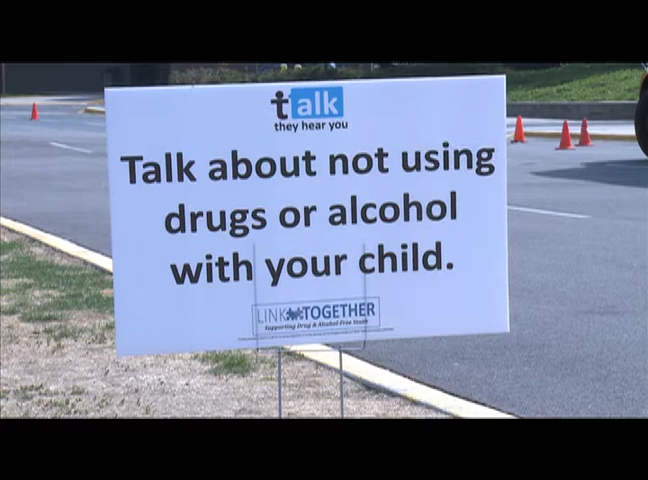 talk
they hear you
Talk about not using
drugs or alcohol
with your child.
LINK TOGETHER
Supporting Drug & Alcohol-Free Youth